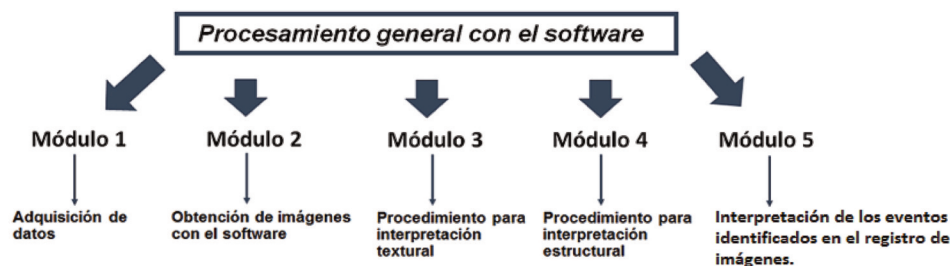 Procesamiento general con el software
Módulo 1
Módulo 2
Módulo 3
Módulo 4
Módulo 5
Adquisición de
datos
Obtención de imágenes
con el software
Procedimiento para
interpretación
textural
Procedimiento para
interpretación
estructural
Interpretación de los eventos
identificados en el registro de
imágenes.